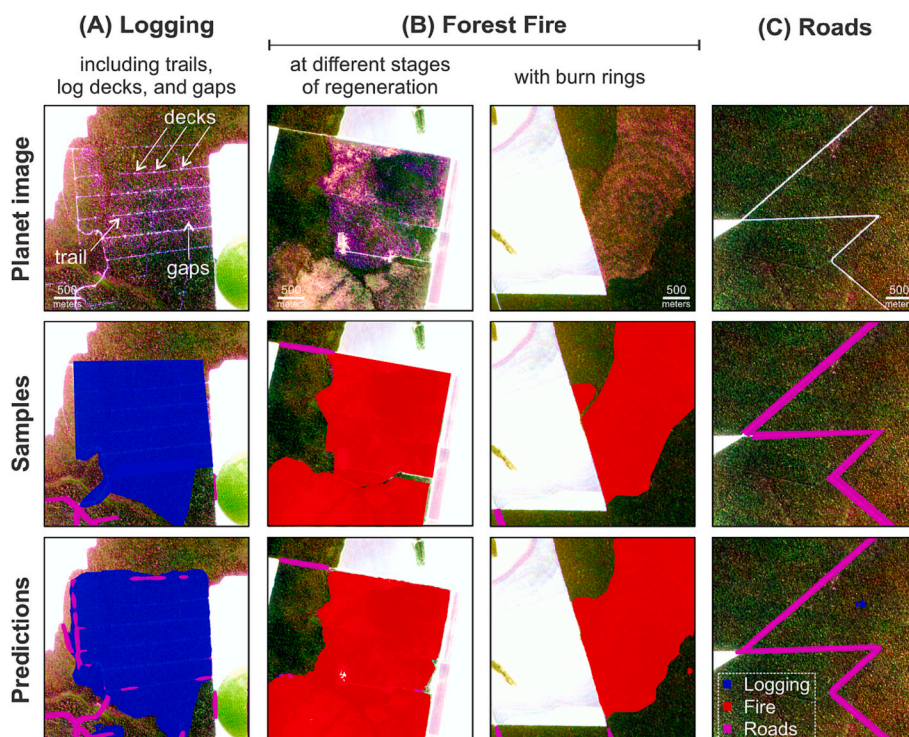 (A) Logging
(B) Forest Fire
(C) Roads
including trails,
log decks, and gaps
at different stages
of regeneration
with burn rings
Planet image
decks
trail
gaps
500
meters
500
meters
500
meters
500
meters
Samples
Predictions
Logging
Fire
Roads